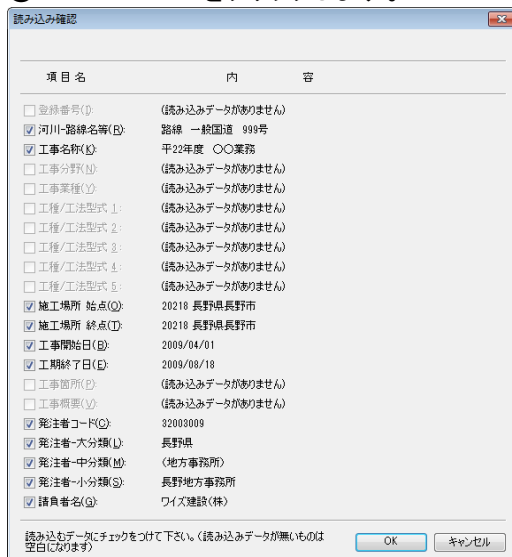 読み込み確認
項目名 内 容
登録番号(I): (読み込みデータがありません)
河川-路線名等(R): 路線 一般国道 999号
工事名称(K): 平22年度 〇〇業務
工事分野(N): (読み込みデータがありません)
工事業種(Y): (読み込みデータがありません)
工種/工法型式 1: (読み込みデータがありません)
工種/工法型式 2: (読み込みデータがありません)
工種/工法型式 3: (読み込みデータがありません)
工種/工法型式 4: (読み込みデータがありません)
工種/工法型式 5: (読み込みデータがありません)
施工場所 始点(O): 20218 長野県長野市
施工場所 終点(T): 20218 長野県長野市
工事開始日(B): 2009/04/01
工期終了日(E): 2009/08/18
工事箇所(P): (読み込みデータがありません)
工事概要(V): (読み込みデータがありません)
発注者コード(C): 32003009
発注者-大分類(L): 長野県
発注者-中分類(M): (地方事務所)
発注者-小分類(S): 長野地方事務所
請負者名(G): ワイズ建設(株)
読み込むデータにチェックをつけて下さい。(読み込みデータが無いものは
空白になります)
OK キャンセル